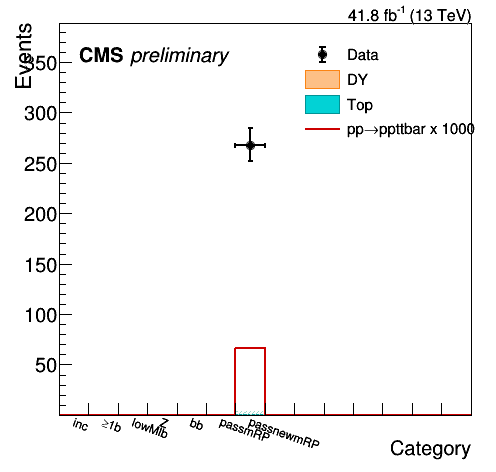 41.8 fb⁻¹ (13 TeV)
Events
CMS preliminary
Data
DY
Top
pp→ppttbar x 1000
350
300
250
200
150
100
50
inc
≥1b
lowMlb
Z
bb
passmRP
passnewmRP
Category